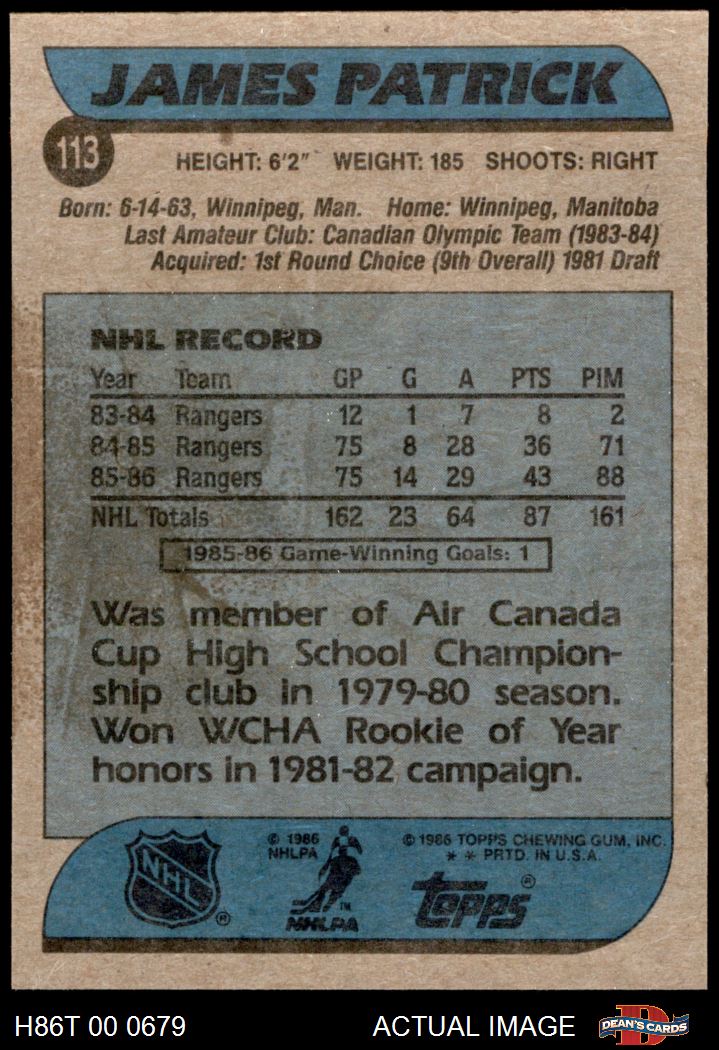 JAMES PATRICK
113
HEIGHT: 6'2" WEIGHT: 185 SHOOTS: RIGHT
Born: 6-14-63, Winnipeg, Man. Home: Winnipeg, Manitoba
Last Amateur Club: Canadian Olympic Team (1983-84)
Acquired: 1st Round Choice (9th Overall) 1981 Draft
NHL RECORD
Year Team GP G A PTS PIM
83-84 Rangers 12 1 7 8 2
84-85 Rangers 75 8 28 36 71
85-86 Rangers 75 14 29 43 88
NHL Totals 162 23 64 87 161
1985-86 Game-Winning Goals: 1
Was member of Air Canada
Cup High School Champion-
ship club in 1979-80 season.
Won WCHA Rookie of Year
honors in 1981-82 campaign.
NHL ®
© 1986
NHLPA
TM
NHLPA
© 1986 TOPPS CHEWING GUM, INC.
* * PRTD. IN U.S.A.
Topps ®
H86T 00 0679 ACTUAL IMAGE
D
DEAN'S CARDS